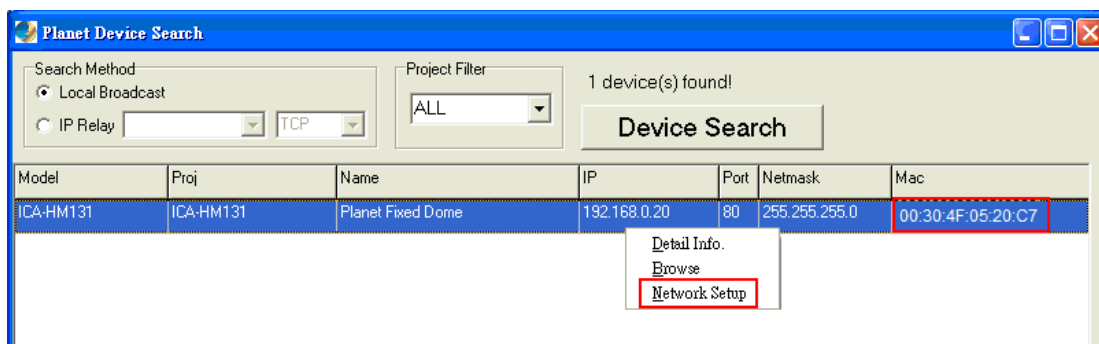 Planet Device Search
Search Method
Local Broadcast
IP Relay TCP
Project Filter
ALL
1 device(s) found!
Device Search
Model Proj Name IP Port Netmask Mac
ICA-HM131 ICA-HM131 Planet Fixed Dome 192.168.0.20 80 255.255.255.0 00:30:4F:05:20:C7
Detail Info.
Browse
Network Setup